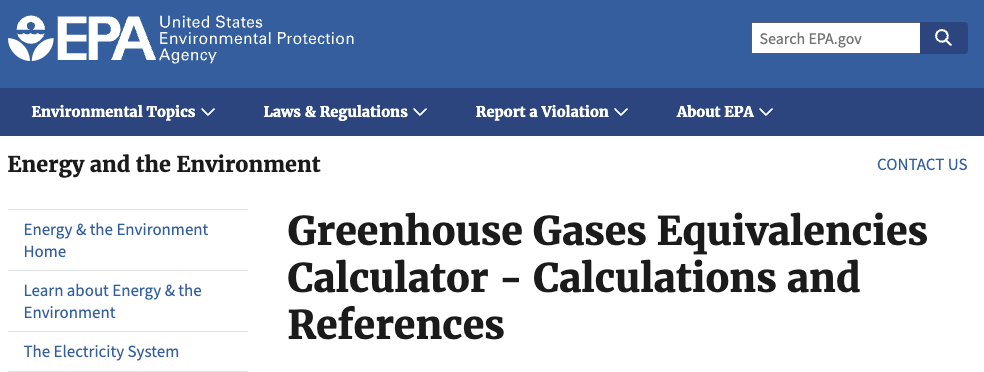 EPA
United States
Environmental Protection
Agency
Search EPA.gov
Environmental Topics
Laws & Regulations
Report a Violation
About EPA
Energy and the Environment
CONTACT US
Energy & the Environment
Home
Learn about Energy & the
Environment
The Electricity System
Greenhouse Gases Equivalencies
Calculator - Calculations and
References